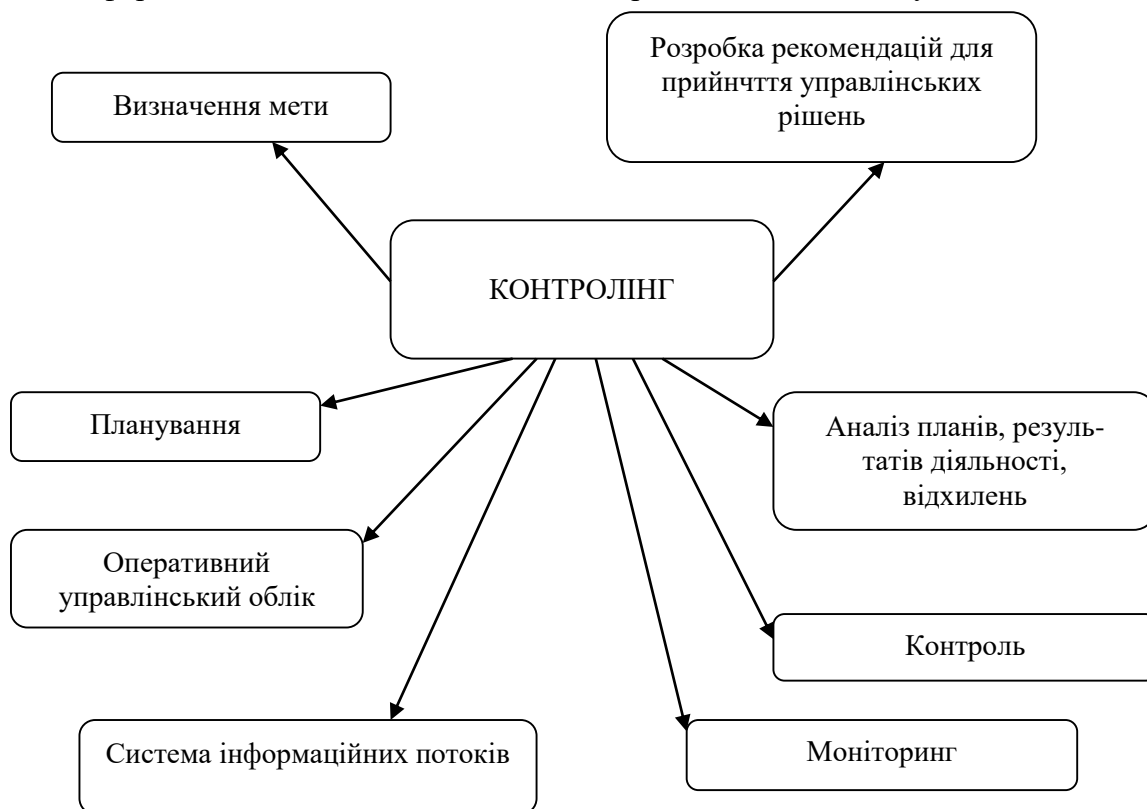 Розробка рекомендацій для
прийнчття управлінських
рішень
Визначення мети
КОНТРОЛІНГ
Планування
Аналіз планів, резуль-
татів діяльності,
відхилень
Оперативний
управлінський облік
Контроль
Система інформаційних потоків
Моніторинг